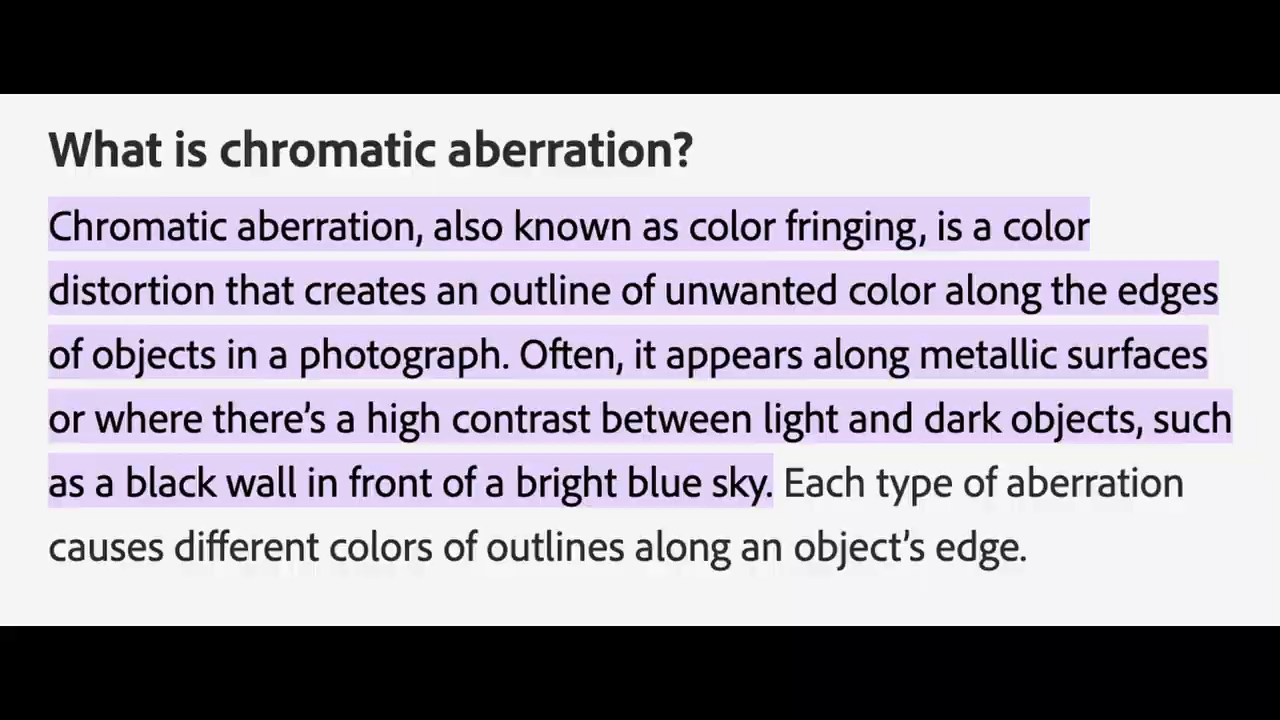 What is chromatic aberration?
Chromatic aberration, also known as color fringing, is a color
distortion that creates an outline of unwanted color along the edges
of objects in a photograph. Often, it appears along metallic surfaces
or where there’s a high contrast between light and dark objects, such
as a black wall in front of a bright blue sky. Each type of aberration
causes different colors of outlines along an object’s edge.